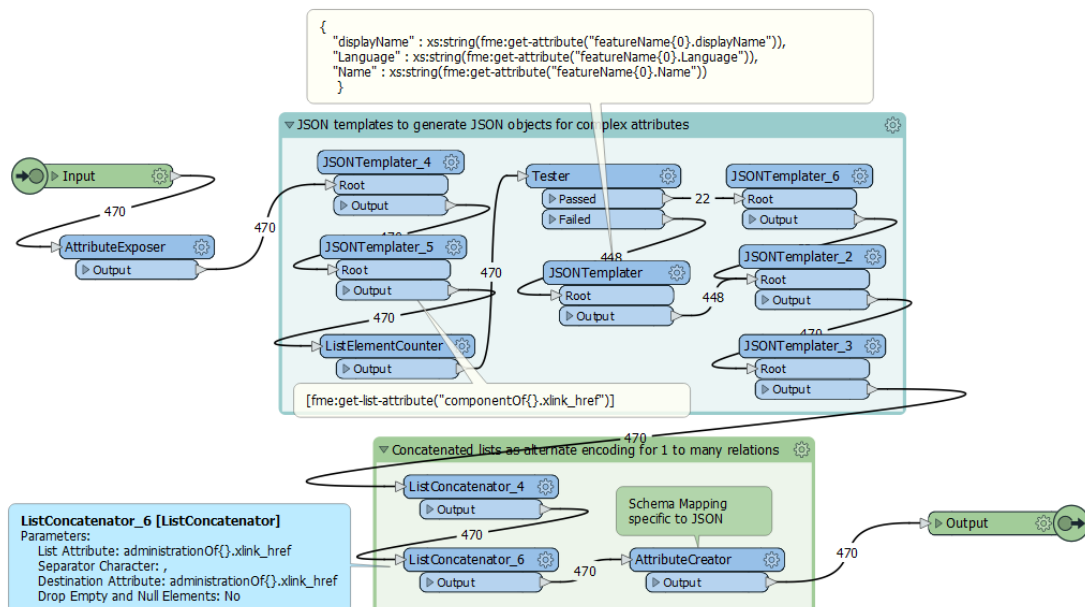 {
"displayName" : xs:string(fme:get-attribute("featureName{0}.displayName")),
"Language" : xs:string(fme:get-attribute("featureName{0}.Language")),
"Name" : xs:string(fme:get-attribute("featureName{0}.Name"))
}
JSON templates to generate JSON objects for complex attributes
Input
470
AttributeExposer
Output
470
JSONTemplater_4
Root
Output
JSONTemplater_5
Root
Output
470
ListElementCounter
Output
470
Tester
Passed
Failed
22
448
JSONTemplater
Root
Output
448
JSONTemplater_6
Root
Output
JSONTemplater_2
Root
Output
470
JSONTemplater_3
Root
Output
[fme:get-list-attribute("componentOf{}.xlink_href")]
470
Concatenated lists as alternate encoding for 1 to many relations
ListConcatenator_4
Output
470
ListConcatenator_6
Output
470
Schema Mapping
specific to JSON
AttributeCreator
Output
470
Output
ListConcatenator_6 [ListConcatenator]
Parameters:
List Attribute: administrationOf{}.xlink_href
Separator Character: ,
Destination Attribute: administrationOf{}.xlink_href
Drop Empty and Null Elements: No